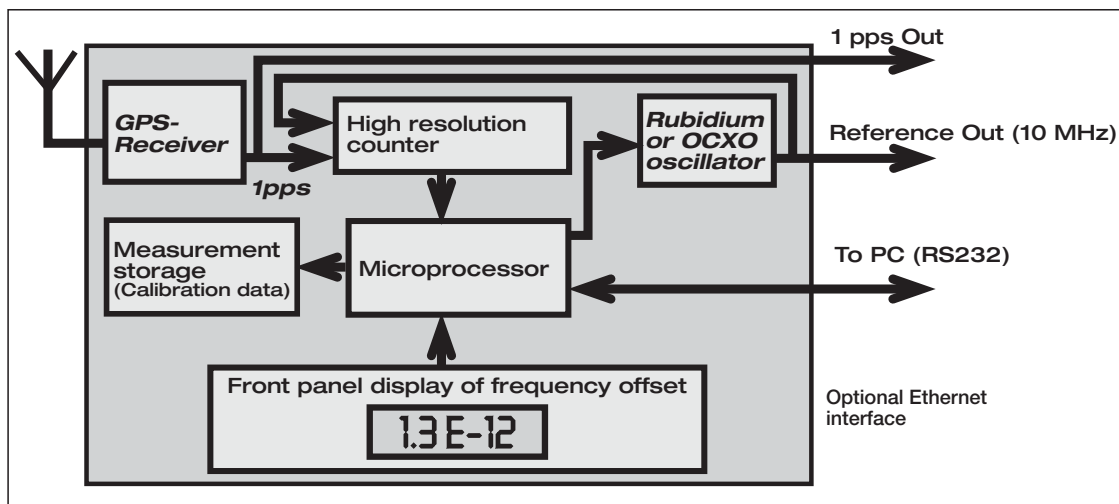 1 pps Out
GPS-
Receiver
1pps
High resolution
counter
Rubidium
or OCXO
oscillator
Reference Out (10 MHz)
Measurement
storage
(Calibration data)
Microprocessor
To PC (RS232)
Front panel display of frequency offset
1.3E-12
Optional Ethernet
interface